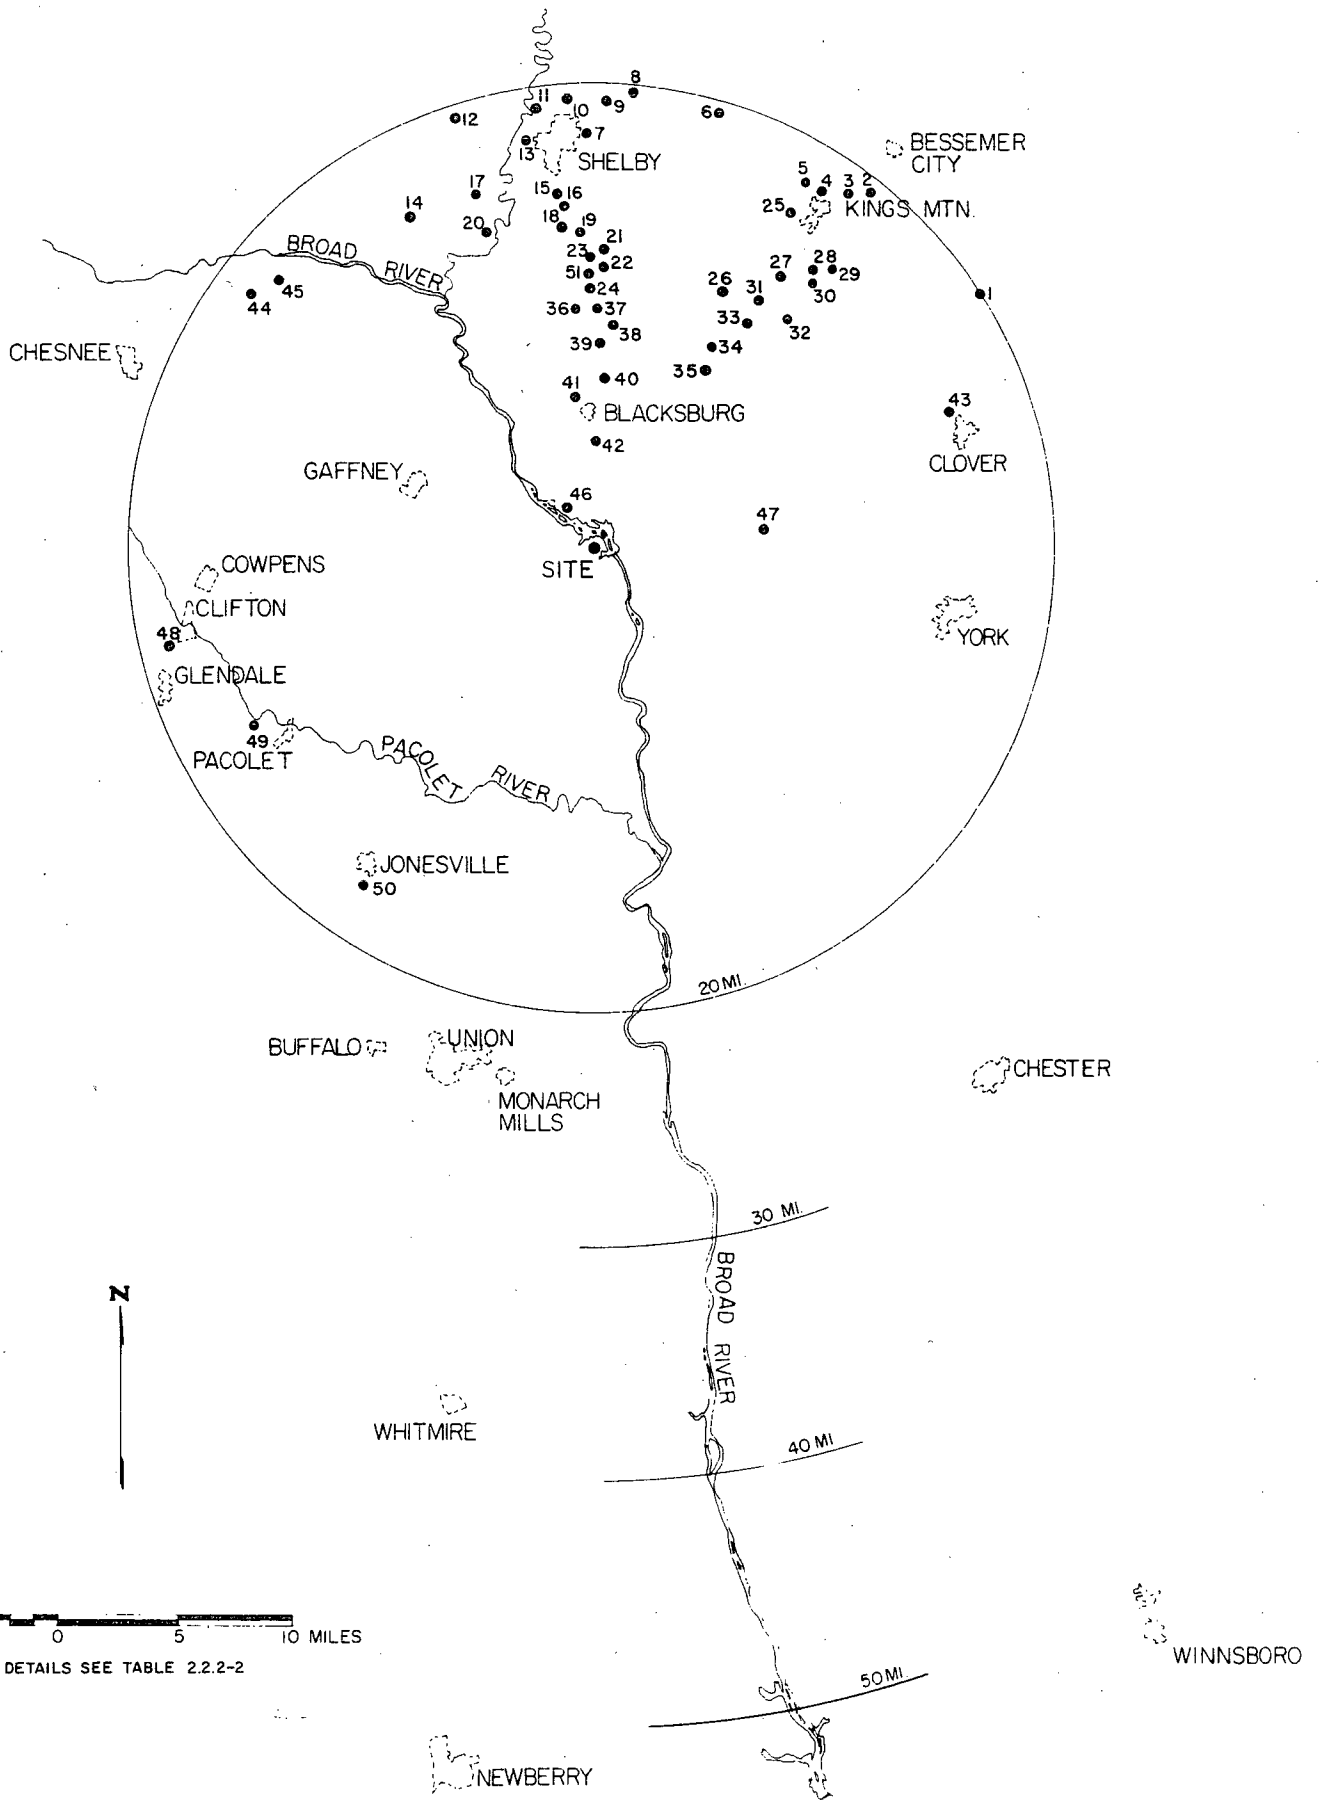 8
11
10
9
6
12
7
13
SHELBY
BESSEMER
CITY
5
4
3
2
17
15
16
25
KINGS MTN.
14
18
19
20
21
BROAD
RIVER
23
22
51
24
27
28
29
26
30
31
1
45
44
36
37
38
33
32
39
34
CHESNEE
35
40
41
BLACKSBURG
43
42
CLOVER
GAFFNEY
46
47
SITE
COWPENS
CLIFTON
48
YORK
GLENDALE
49
PACOLET
PACOLET
RIVER
JONESVILLE
50
20 MI.
BUFFALO
UNION
MONARCH
MILLS
CHESTER
30 MI.
BROAD
RIVER
N
WHITMIRE
40 MI
0 5 10 MILES
DETAILS SEE TABLE 2.2.2-2
WINNSBORO
50 MI.
NEWBERRY